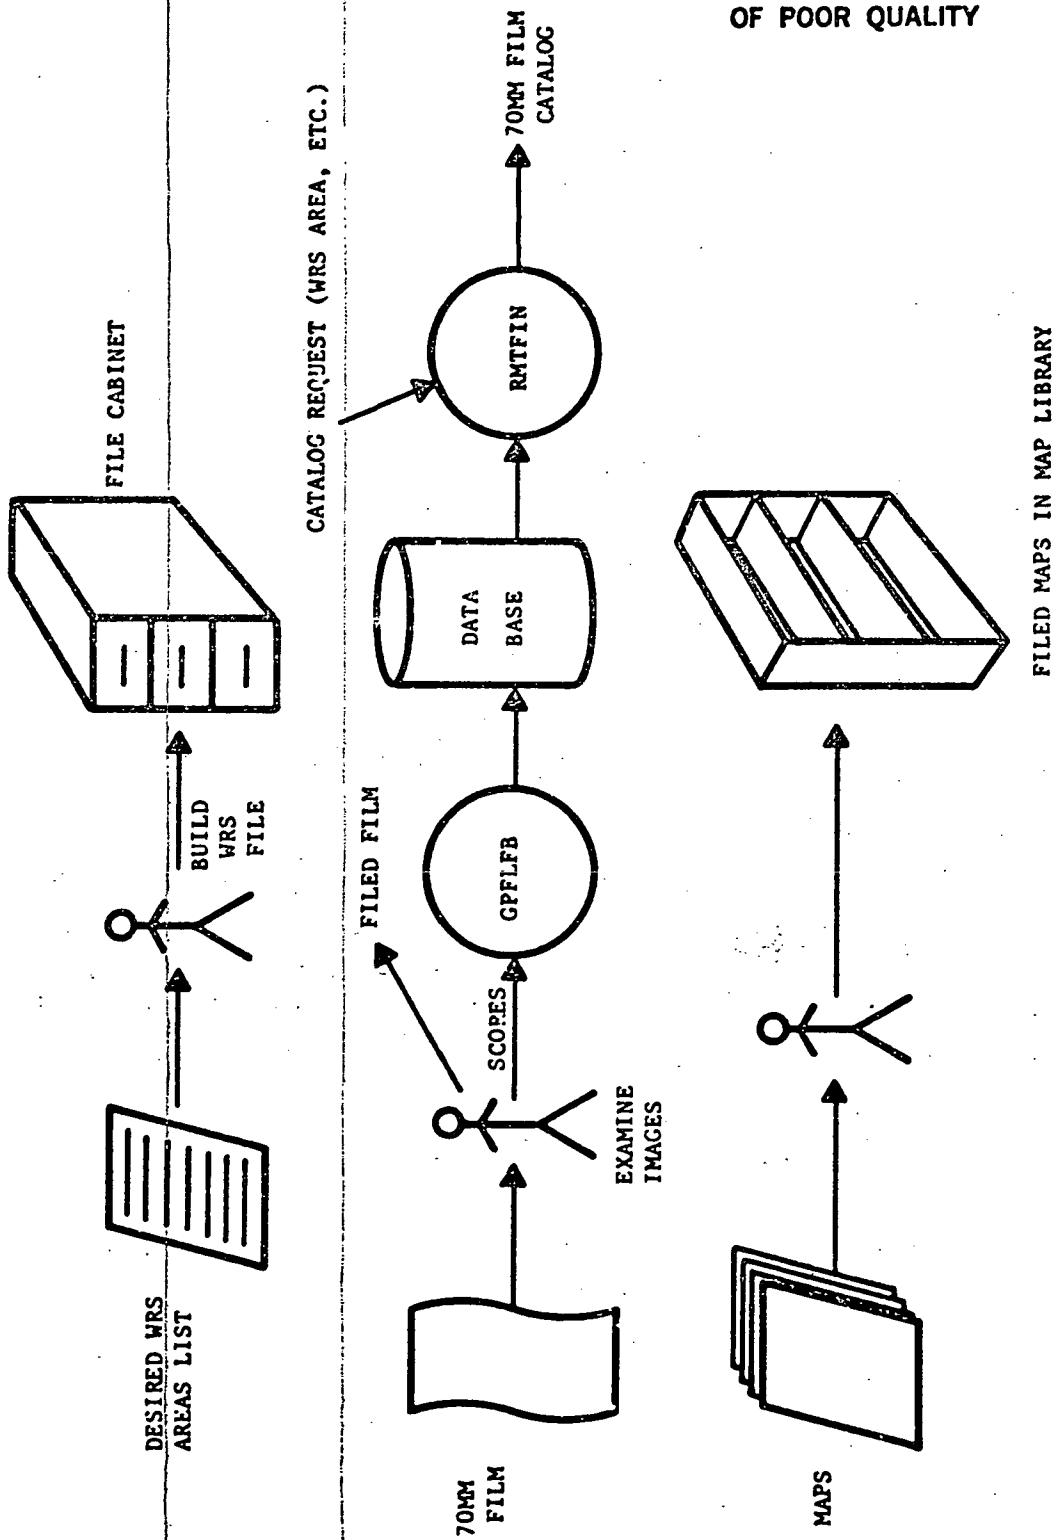 OF POOR QUALITY
DESIRED WRS
AREAS LIST
BUILD
WRS
FILE
FILE CABINET
CATALOG REQUEST (WRS AREA, ETC.)
70MM
FILM
FILED FILM
EXAMINE
IMAGES
SCORES
GPFLFB
DATA
BASE
RMTFIN
70MM FILM
CATALOG
MAPS
FILED MAPS IN MAP LIBRARY